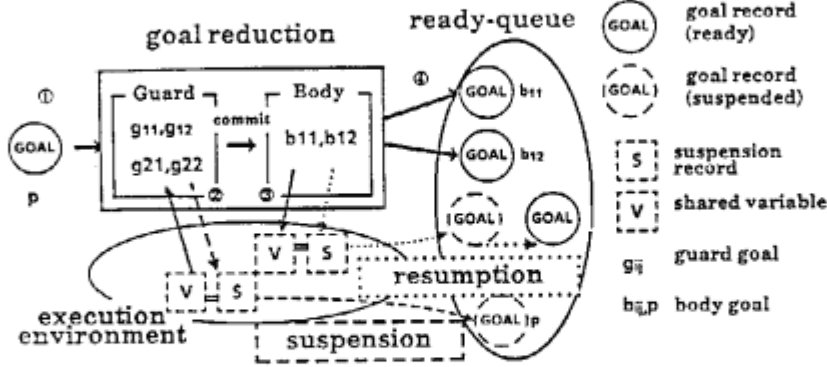 goal reduction
ready-queue
①
Guard
Body
commit
g11,g12
g21,g22
b11,b12
②
③
④
GOAL
p
GOAL b11
GOAL b12
GOAL
GOAL
V = S
V = S
resumption
execution
environment
suspension
GOAL p
GOAL
goal record
(ready)
GOAL
goal record
(suspended)
S
suspension
record
V
shared variable
gij
guard goal
bij,p
body goal